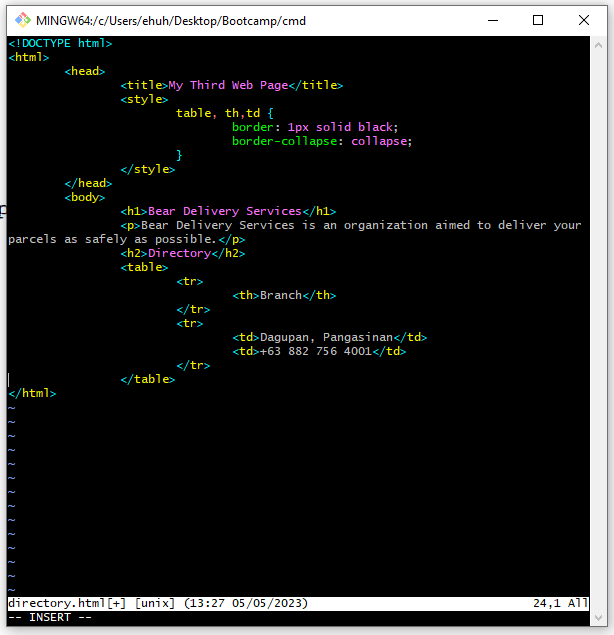 MINGW64:/c/Users/ehuh/Desktop/Bootcamp/cmd
<!DOCTYPE html>
<html>
        <head>
                <title>My Third Web Page</title>
                <style>
                        table, th,td {
                                border: 1px solid black;
                                border-collapse: collapse;
                        }
                </style>
        </head>
        <body>
                <h1>Bear Delivery Services</h1>
                <p>Bear Delivery Services is an organization aimed to deliver your
parcels as safely as possible.</p>
                <h2>Directory</h2>
                <table>
                        <tr>
                                <th>Branch</th>
                        </tr>
                        <tr>
                                <td>Dagupan, Pangasinan</td>
                                <td>+63 882 756 4001</td>
                        </tr>
                </table>
</html>
~
~
~
~
~
~
~
~
~
~
~
~
~
~
directory.html[+] [unix] (13:27 05/05/2023) 24,1 All
-- INSERT --